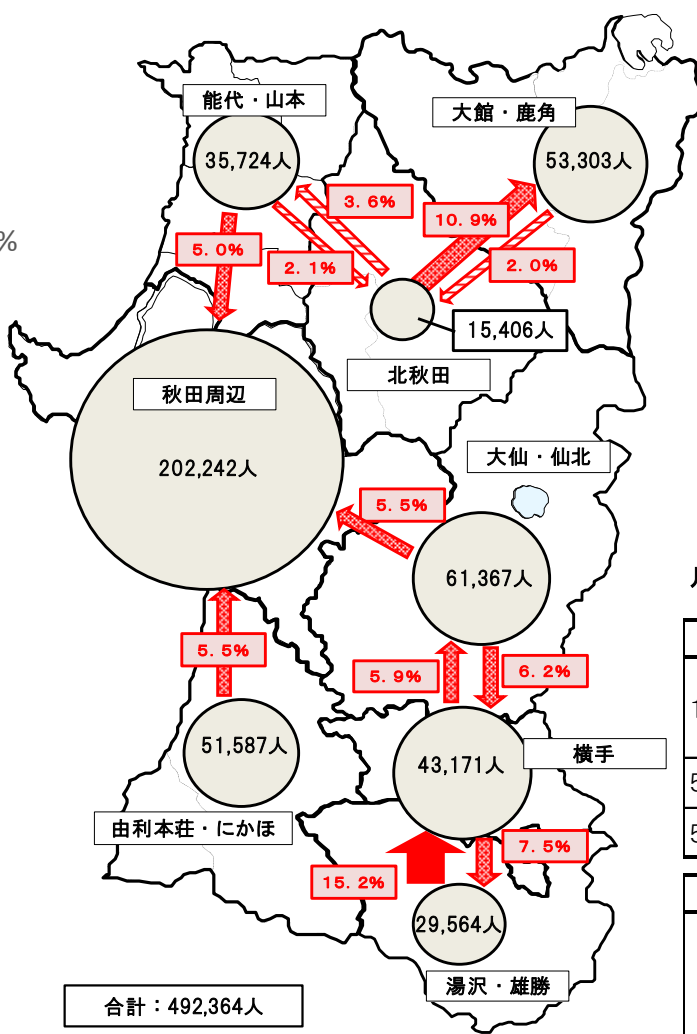 能代・山本
大館・鹿角
35,724人
53,303人
3.6%
10.9%
%
5.0%
2.1%
2.0%
15,406人
北秋田
秋田周辺
大仙・仙北
202,242人
5.5%
61,367人
5.5%
5.9%
6.2%
51,587人
43,171人
横手
由利本荘・にかほ
7.5%
15.2%
29,564人
湯沢・雄勝
合計：492,364人
1
5
5